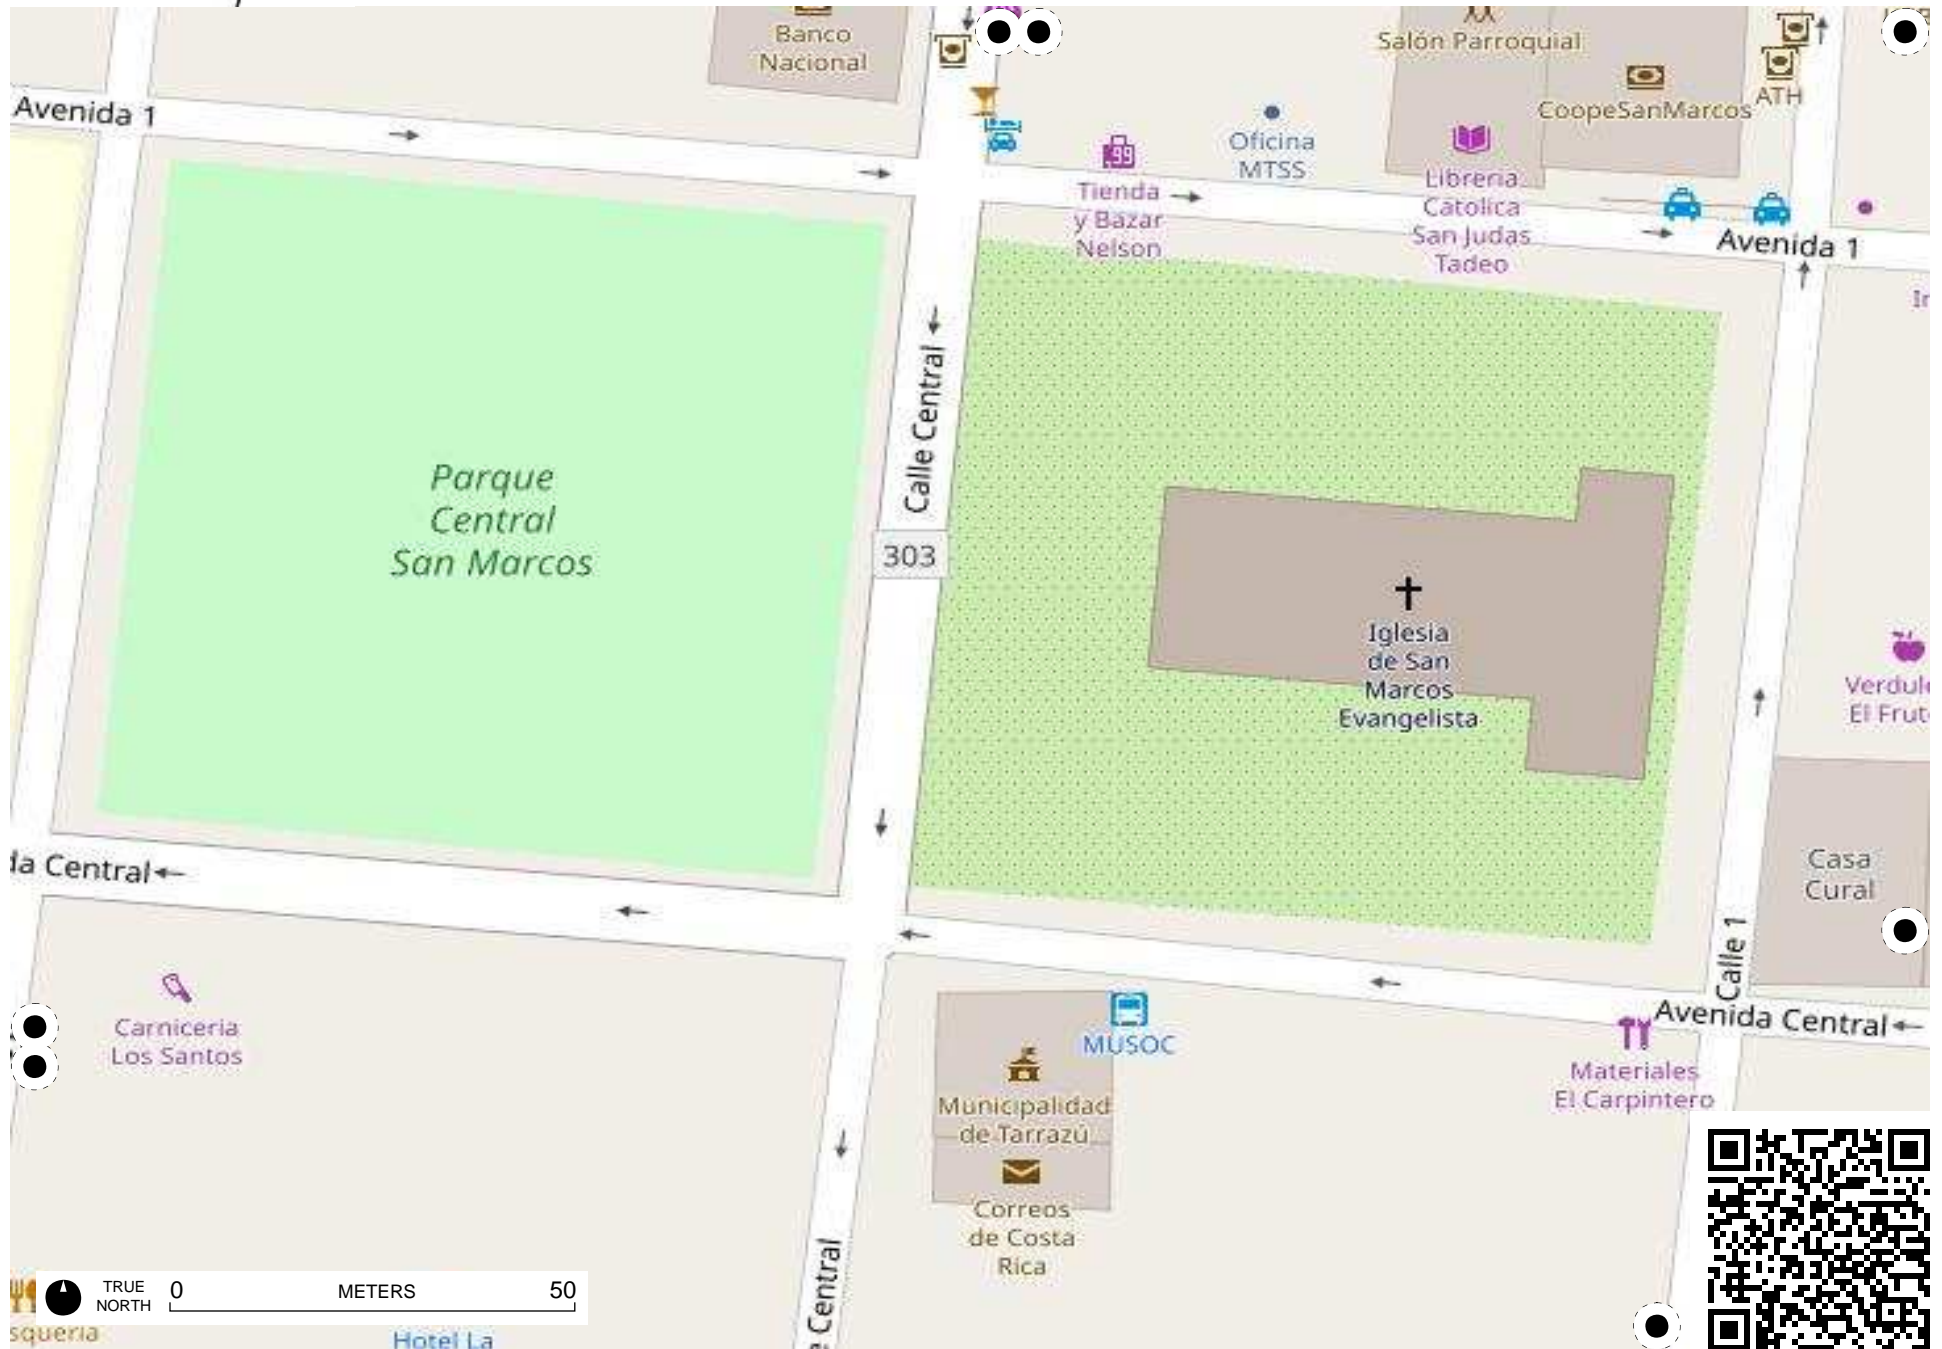 Banco
Nacional
Salón Parroquial
CoopeSanMarcos
ATH
Avenida 1
.99
Tienda
y Bazar
Nelson
Oficina
MTSS
Libreria
Catolica
San Judas
Tadeo
Avenida 1
Calle Central
Parque
Central
San Marcos
303
Iglesia
de San
Marcos
Evangelista
Verdule
El Frut
Casa
Cural
da Central
Calle 1
Avenida Central
Carniceria
Los Santos
MUSOC
Municipalidad
de Tarrazú
Materiales
El Carpintero
Correos
de Costa
Rica
e Central
TRUE
NORTH
0 METERS 50
squeria
Hotel La